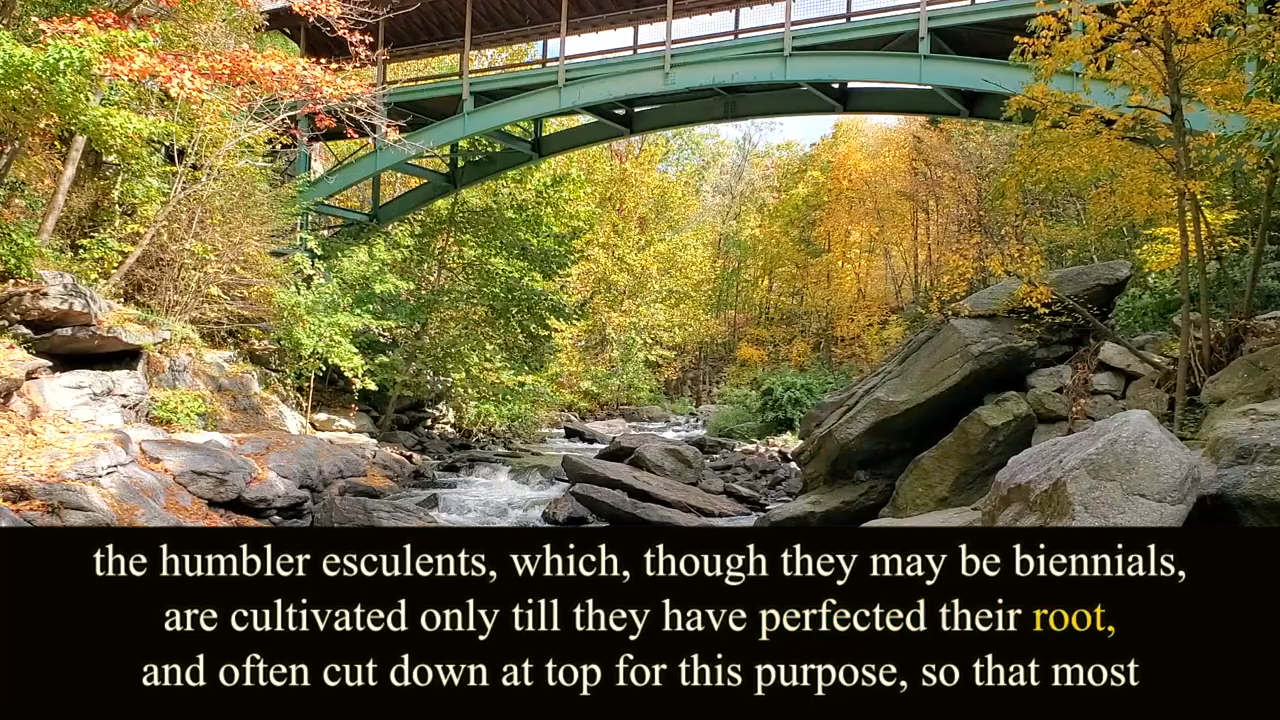 the humbler esculents, which, though they may be biennials,
are cultivated only till they have perfected their root,
and often cut down at top for this purpose, so that most